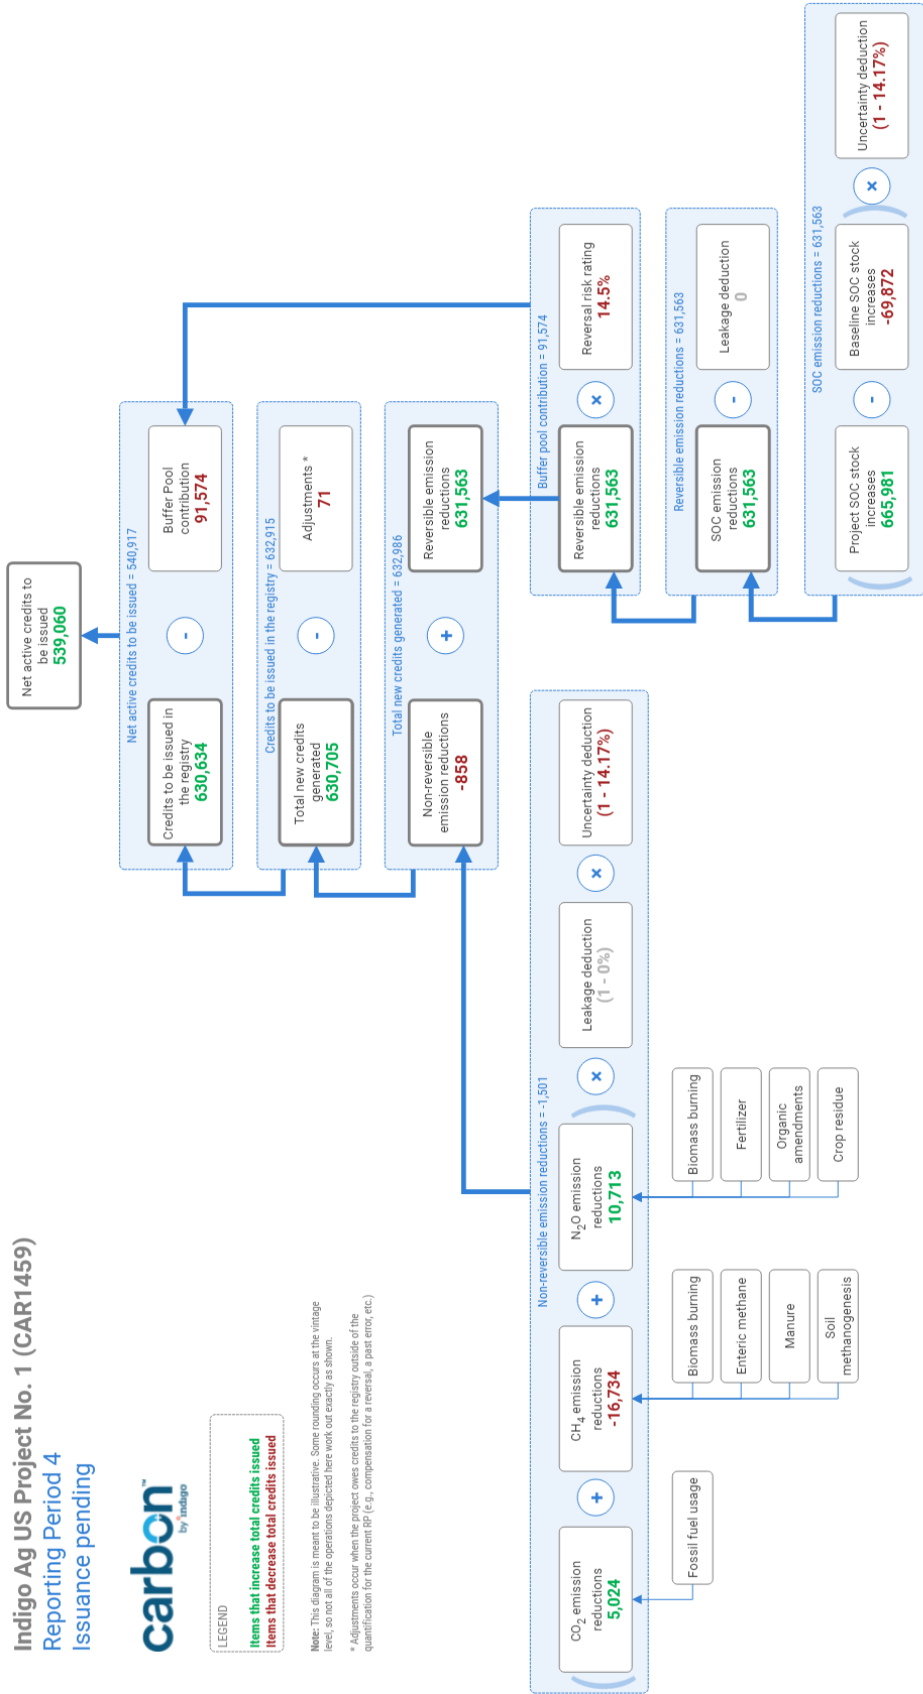 Indigo Ag US Project No. 1 (CAR1459)
Reporting Period 4
Issuance pending
carbon™
by indigo
LEGEND
Items that increase total credits issued
Items that decrease total credits issued
Note: This diagram is meant to be illustrative. Some rounding occurs at the vintage
level, so not all of the operations depicted here work out exactly as shown.
* Adjustments occur when the project owes credits to the registry outside of the
quantification for the current RP (e.g., compensation for a reversal, a past error, etc.)
Net active credits to
be issued
539,060
Net active credits to be issued = 540,917
Credits to be issued in
the registry
630,634
-
Buffer Pool
contribution
91,574
Credits to be issued in the registry = 632,915
Total new credits
generated
630,705
-
Adjustments *
71
Total new credits generated = 632,986
Non-reversible
emission reductions
-858
+
Reversible emission
reductions
631,563
Buffer pool contribution = 91,574
Reversible emission
reductions
631,563
×
Reversal risk rating
14.5%
Reversible emission reductions = 631,563
SOC emission
reductions
631,563
-
Leakage deduction
0
SOC emission reductions = 631,563
(
Project SOC stock
increases
665,981
-
Baseline SOC stock
increases
-69,872
)
×
Uncertainty deduction
(1 - 14.17%)
Non-reversible emission reductions = -1,501
(
CO₂ emission
reductions
5,024
+
CH₄ emission
reductions
-16,734
+
N₂O emission
reductions
10,713
)
×
Leakage deduction
(1 - 0%)
×
Uncertainty deduction
(1 - 14.17%)
Fossil fuel usage
Biomass burning
Enteric methane
Manure
Soil
methanogenesis
Biomass burning
Fertilizer
Organic
amendments
Crop residue